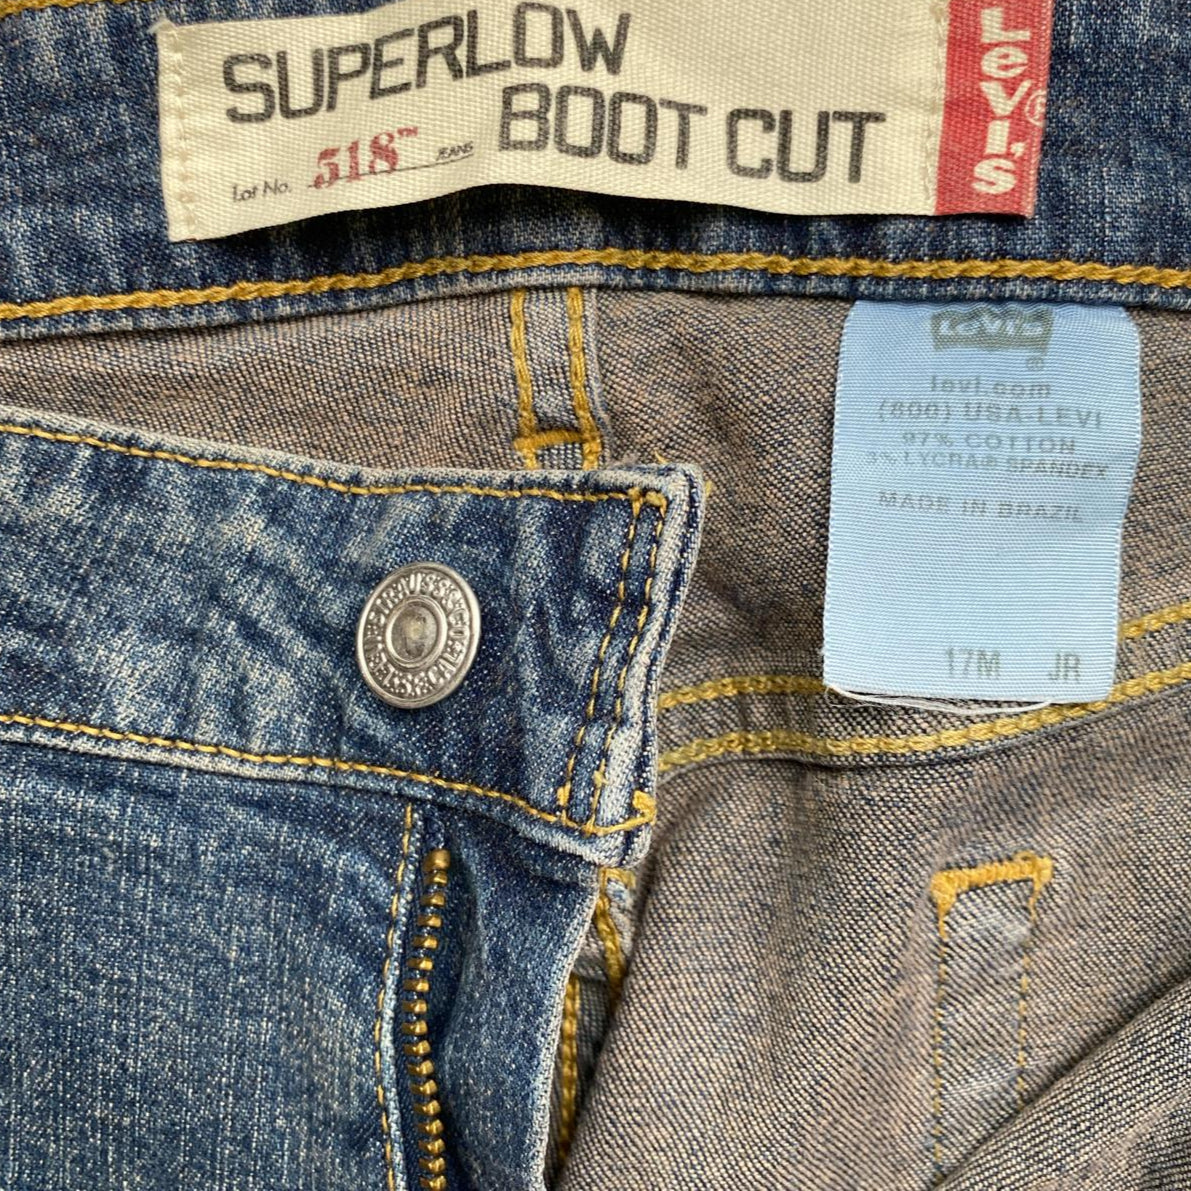 SUPERLOW
BOOT CUT
Lot No. 518™ JEANS
LEVI'S®
LEVI'S
®
levi.com
(800) USA-LEVI
97% COTTON
3% LYCRA® SPANDEX
MADE IN BRAZIL
17M JR